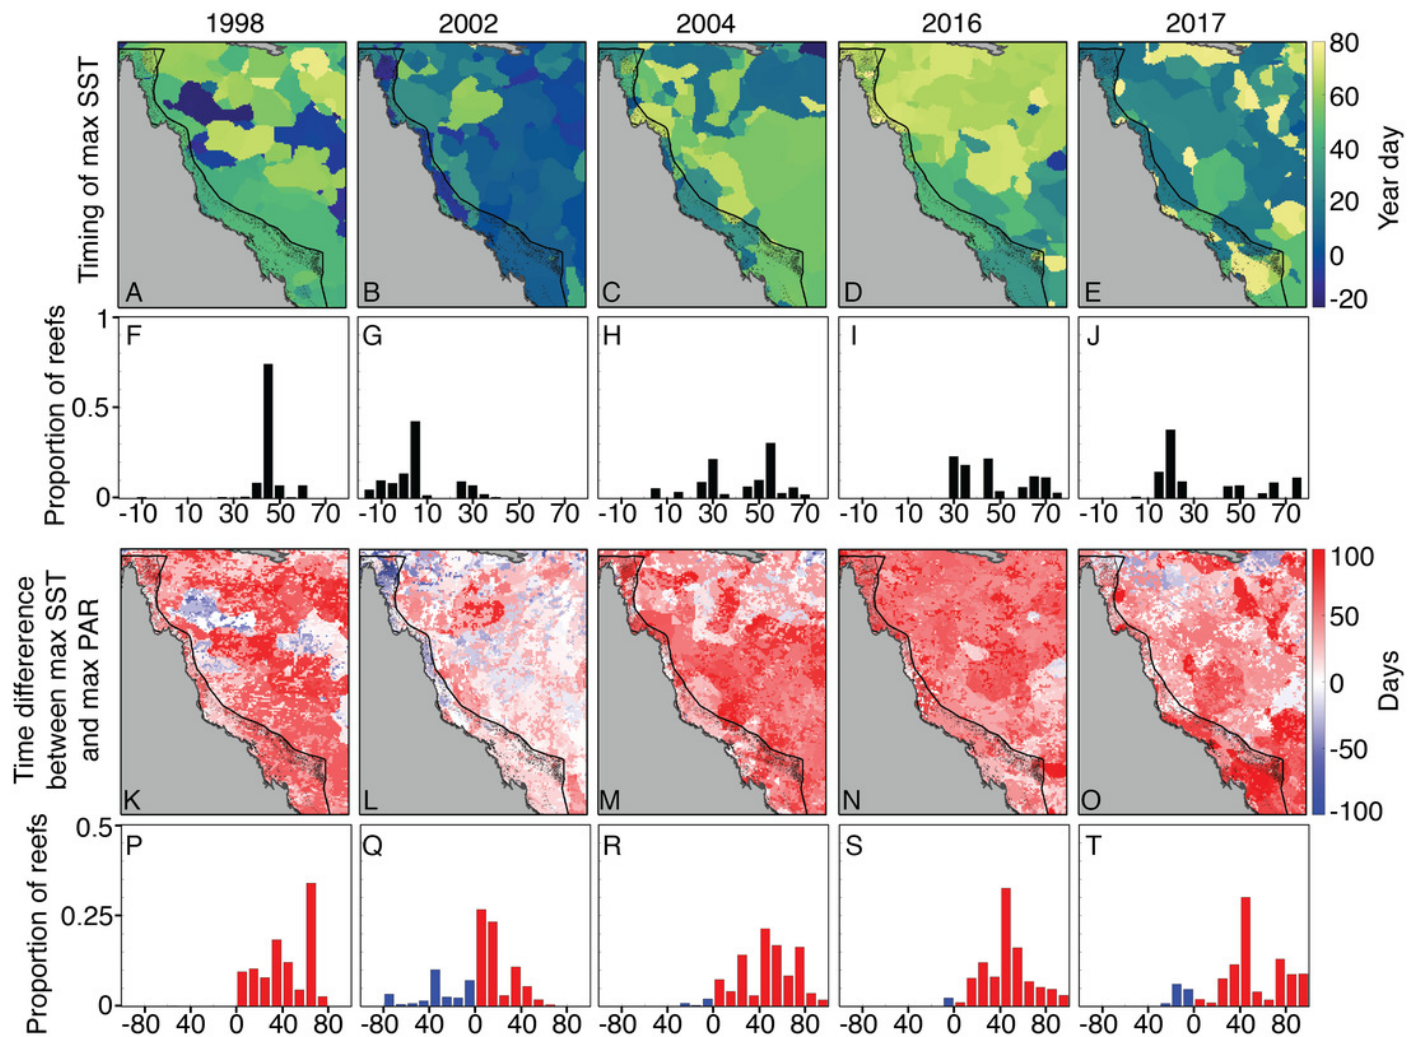 1998 2002 2004 2016 2017
Timing of max SST
A B C D E
80
60
40
20
0
-20
Year day
Proportion of reefs
1
0.5
0
F G H I J
-10 10 30 50 70 -10 10 30 50 70 -10 10 30 50 70 -10 10 30 50 70 -10 10 30 50 70
Time difference
between max SST
and max PAR
K L M N O
100
50
0
-50
-100
Days
Proportion of reefs
0.5
0.25
0
P Q R S T
-80 40 0 40 80 -80 40 0 40 80 -80 40 0 40 80 -80 40 0 40 80 -80 40 0 40 80